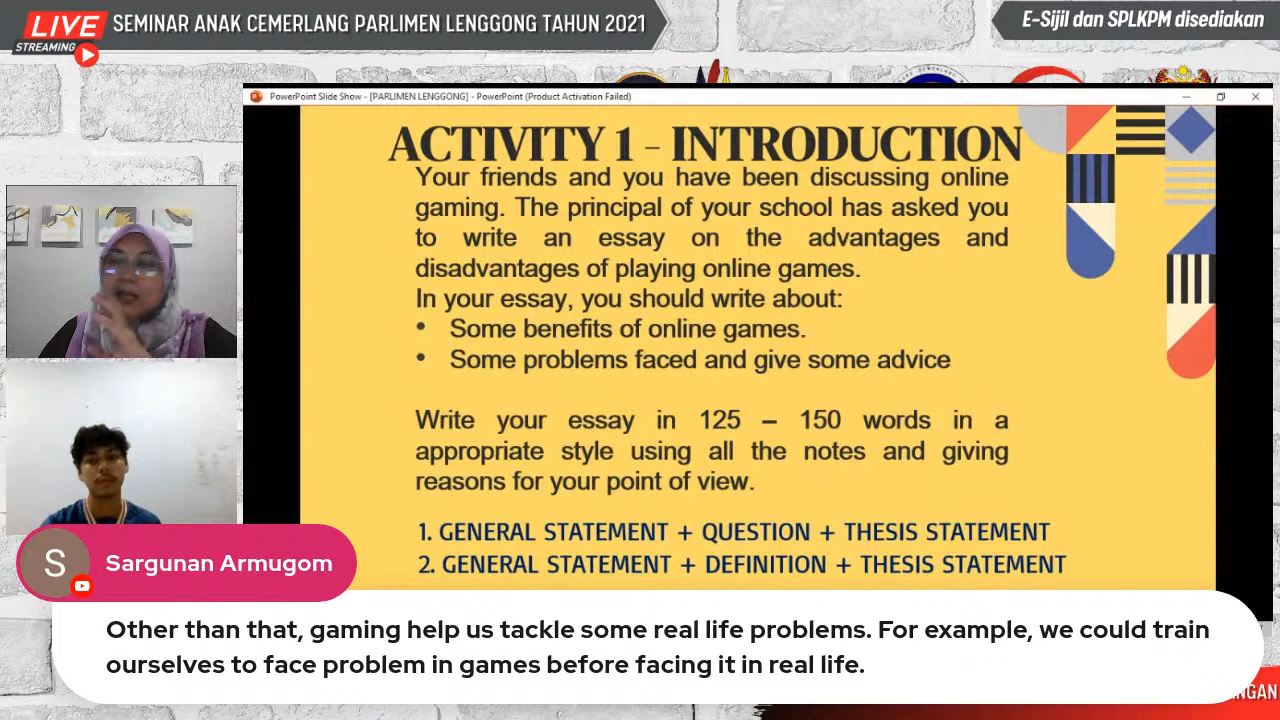 LIVE
STREAMING
SEMINAR ANAK CEMERLANG PARLIMEN LENGGONG TAHUN 2021
E-Sijil dan SPLKPM disediakan
PowerPoint Slide Show - [PARLIMEN LENGGONG] - PowerPoint (Product Activation Failed)
ACTIVITY 1 - INTRODUCTION
Your friends and you have been discussing online
gaming. The principal of your school has asked you
to write an essay on the advantages and
disadvantages of playing online games.
In your essay, you should write about:
• Some benefits of online games.
• Some problems faced and give some advice
Write your essay in 125 – 150 words in a
appropriate style using all the notes and giving
reasons for your point of view.
1. GENERAL STATEMENT + QUESTION + THESIS STATEMENT
2. GENERAL STATEMENT + DEFINITION + THESIS STATEMENT
S
Sargunan Armugom
Other than that, gaming help us tackle some real life problems. For example, we could train
ourselves to face problem in games before facing it in real life.